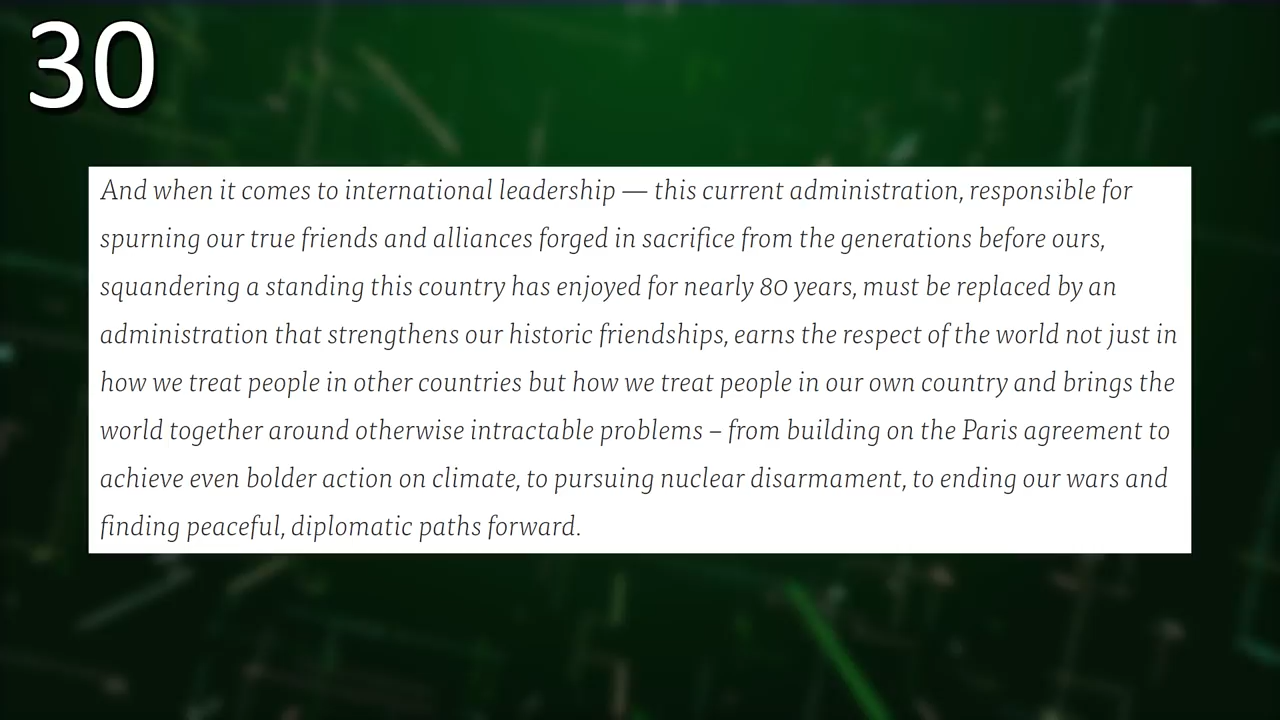 30
And when it comes to international leadership — this current administration, responsible for
spurning our true friends and alliances forged in sacrifice from the generations before ours,
squandering a standing this country has enjoyed for nearly 80 years, must be replaced by an
administration that strengthens our historic friendships, earns the respect of the world not just in
how we treat people in other countries but how we treat people in our own country and brings the
world together around otherwise intractable problems – from building on the Paris agreement to
achieve even bolder action on climate, to pursuing nuclear disarmament, to ending our wars and
finding peaceful, diplomatic paths forward.